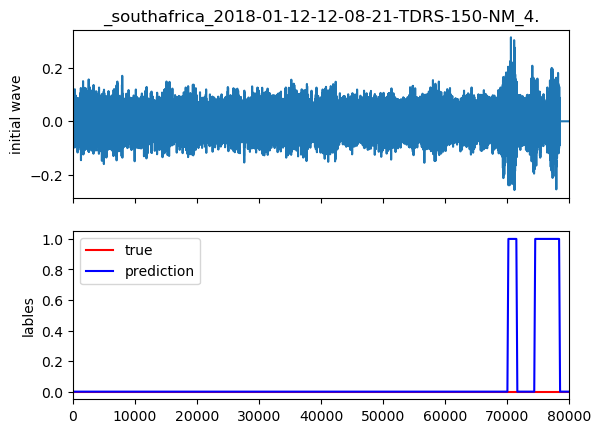 _southafrica_2018-01-12-12-08-21-TDRS-150-NM_4.
initial wave
0.2
0.0
−0.2
lables
1.0
0.8
0.6
0.4
0.2
0.0
true
prediction
0 10000 20000 30000 40000 50000 60000 70000 80000